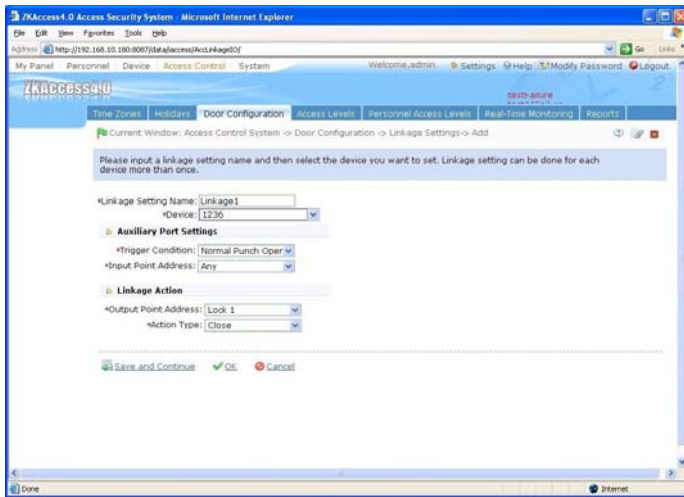 ZKAccess4.0 Access Security System - Microsoft Internet Explorer
File Edit View Favorites Tools Help
Address http://192.168.10.180:8087/data/iaccess/AccLinkageIO/ Go Links
My Panel Personnel Device Access Control System Welcome,admin. Settings Help Modify Password Logout
ZKAccess4.0
Time Zones Holidays Door Configuration Access Levels Personnel Access Levels Real-Time Monitoring Reports
Current Window: Access Control System -> Door Configuration -> Linkage Settings-> Add
Please input a linkage setting name and then select the device you want to set. Linkage setting can be done for each
device more than once.
*Linkage Setting Name: Linkage1
*Device: 1236
Auxiliary Port Settings
*Trigger Condition: Normal Punch Oper
*Input Point Address: Any
Linkage Action
*Output Point Address: Lock 1
*Action Type: Close
Save and Continue OK Cancel
Done Internet